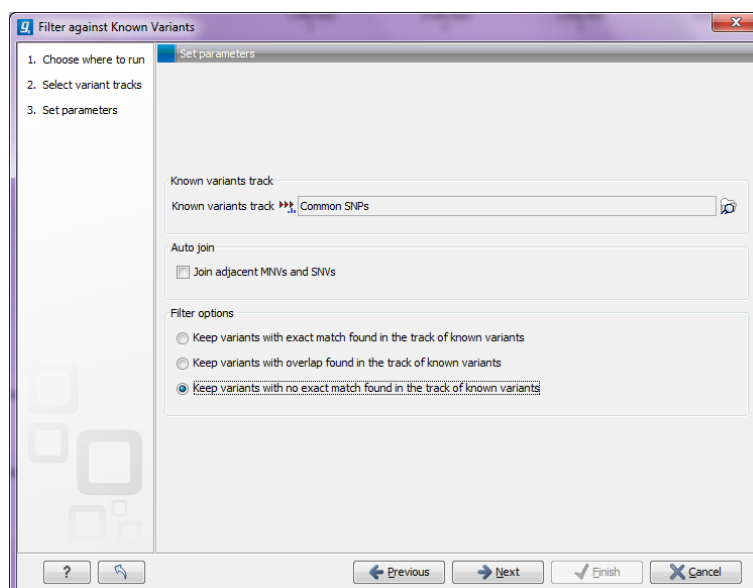 Filter against Known Variants
1. Choose where to run
2. Select variant tracks
3. Set parameters
Set parameters
Known variants track
Known variants track Common SNPs
Auto join
Join adjacent MNVs and SNVs
Filter options
Keep variants with exact match found in the track of known variants
Keep variants with overlap found in the track of known variants
Keep variants with no exact match found in the track of known variants
? Previous Next Finish Cancel